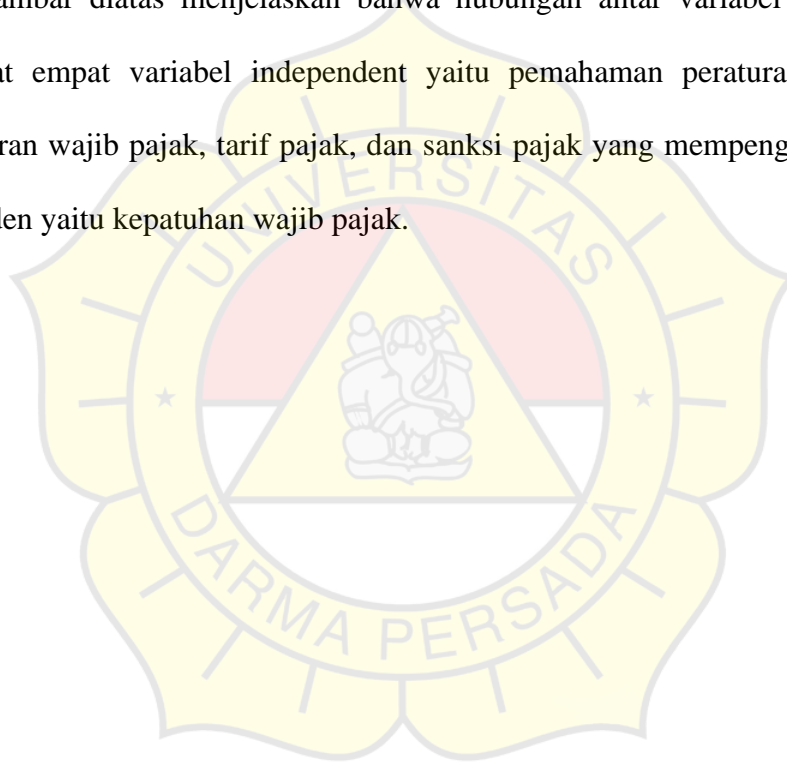 ambar diatas menjelaskan bahwa hubungan antar variabel
at empat variabel independent yaitu pemahaman peratura
ran wajib pajak, tarif pajak, dan sanksi pajak yang mempeng
den yaitu kepatuhan wajib pajak.
UNIVERSITAS
DARMA PERSADA